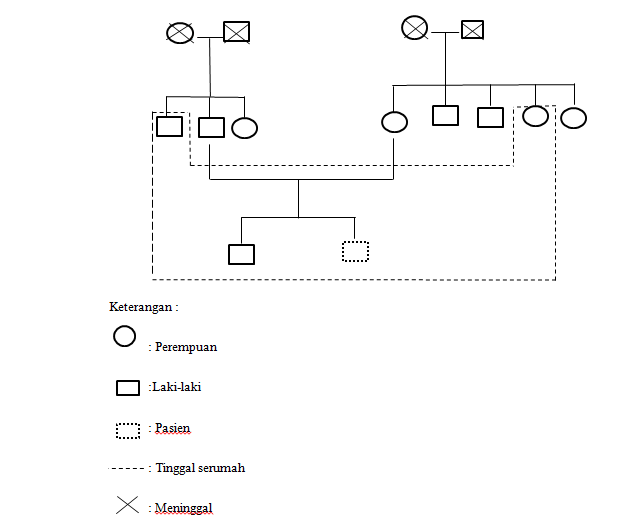 Keterangan :
: Perempuan
:Laki-laki
: Pasien
: Tinggal serumah
: Meninggal